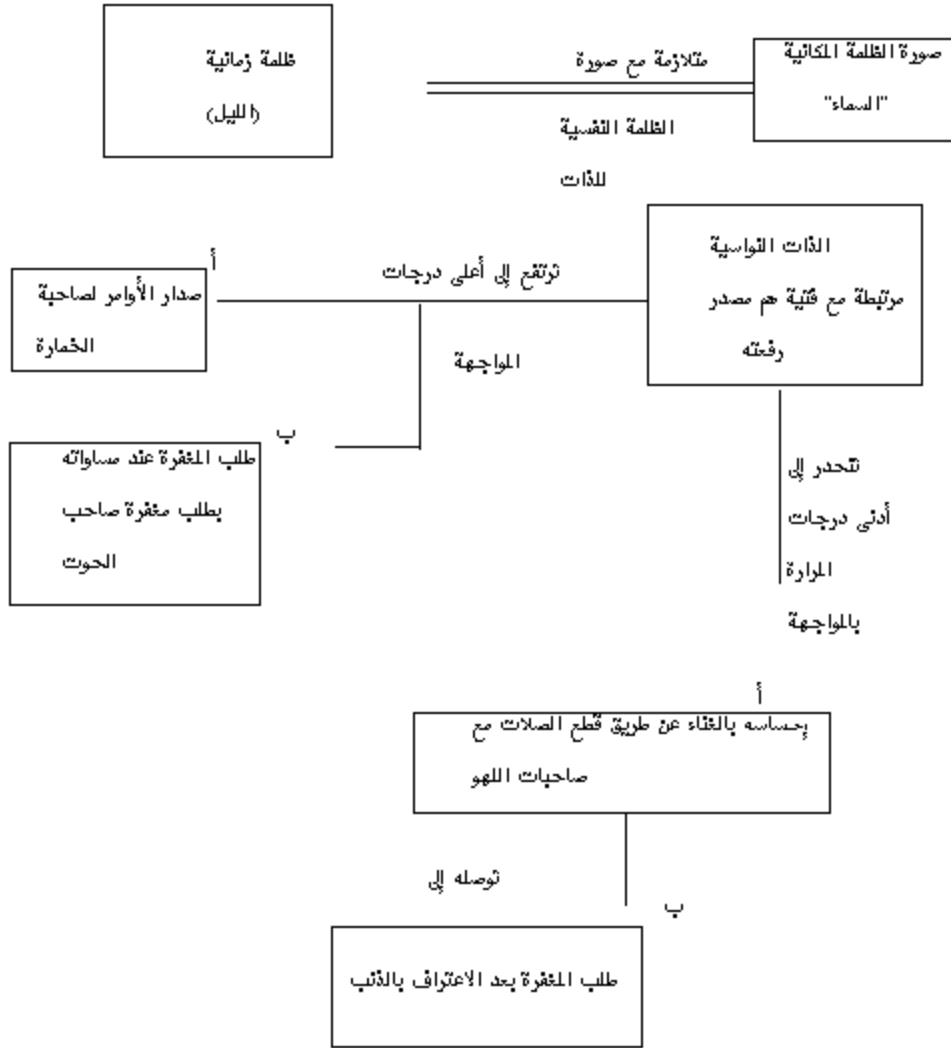 صورة الظلمة المكانية
"السماء"
متلازمة مع صورة
الظلمة النفسية
للذات
ظلمة زمانية
(الليل)
الذات النواسية
مرتبطة مع فتية هم مصدر
رفعته
ترتفع إلى أعلى درجات
المواجهة
أ
صدار الأوامر لصاحبة
الخمارة
ب
طلب المغفرة عند مساواته
بطلب مغفرة صاحب
الحوت
تنحدر إلى
أدنى درجات
المرارة
بالمواجهة
أ
إحساسه بالفناء عن طريق قطع الصلات مع
صاحبات اللهو
توصله إلى
ب
طلب المغفرة بعد الاعتراف بالذنب